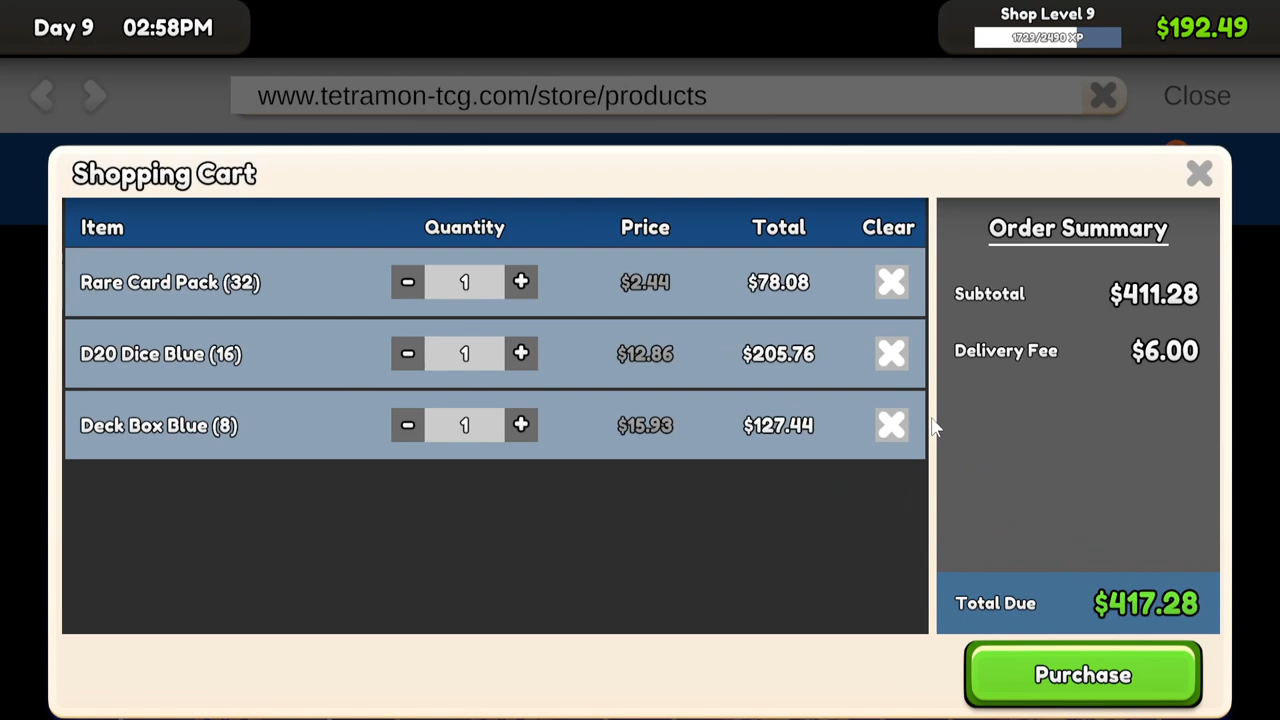 Day 9 02:58PM
Shop Level 9
1729/2490 XP
$192.49
www.tetramon-tcg.com/store/products
Close
Shopping Cart
Item Quantity Price Total Clear
Rare Card Pack (32) - 1 + $2.44 $78.08
D20 Dice Blue (16) - 1 + $12.86 $205.76
Deck Box Blue (8) - 1 + $15.93 $127.44
Order Summary
Subtotal $411.28
Delivery Fee $6.00
Total Due $417.28
Purchase